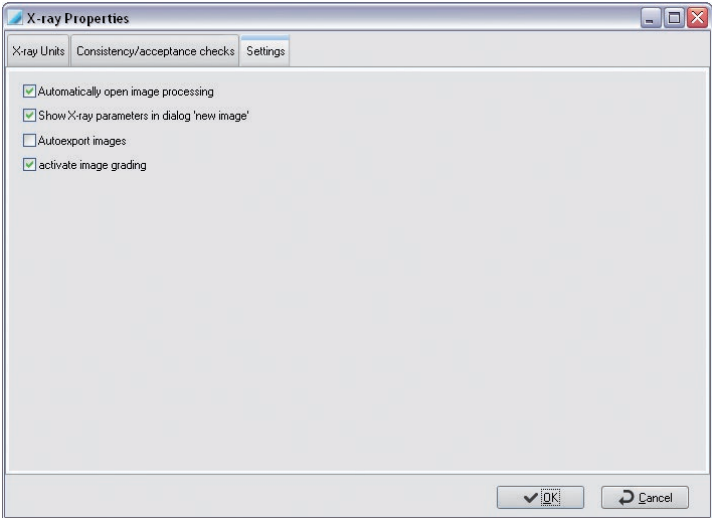 X-ray Properties
X-ray Units Consistency/acceptance checks Settings
Automatically open image processing
Show X-ray parameters in dialog 'new image'
Autoexport images
activate image grading
OK Cancel